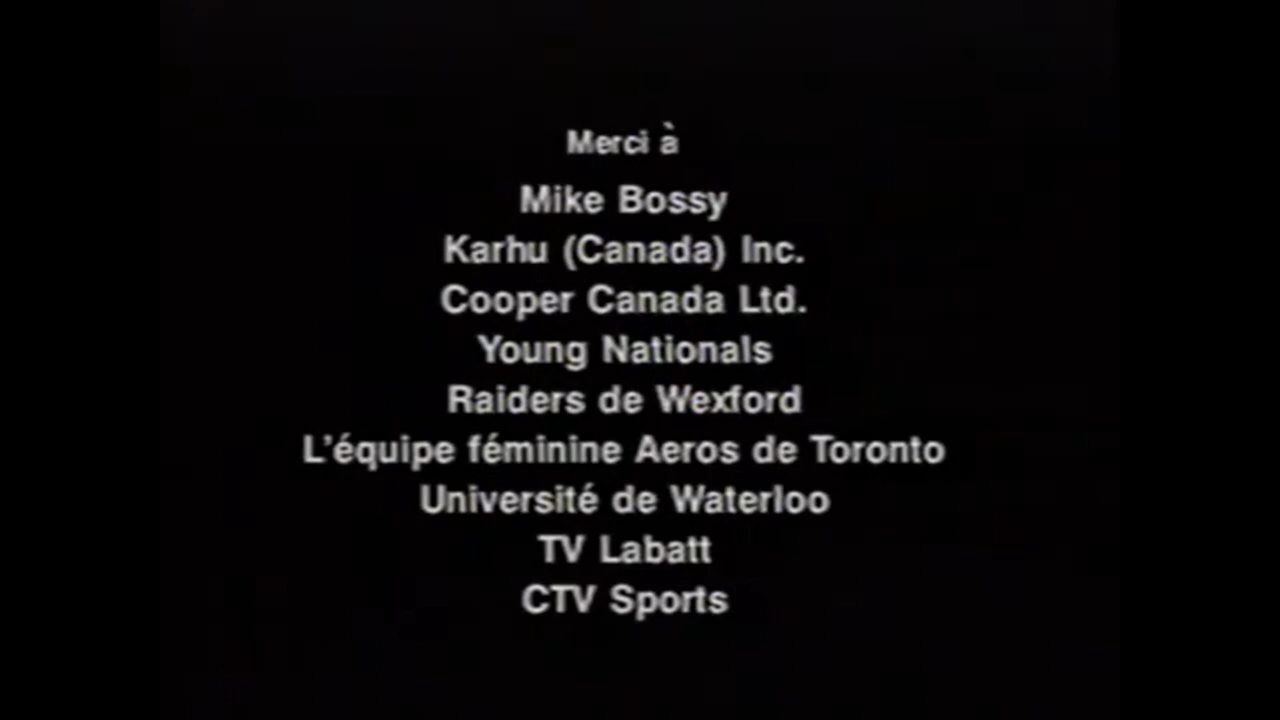 Merci à
Mike Bossy
Karhu (Canada) Inc.
Cooper Canada Ltd.
Young Nationals
Raiders de Wexford
L'équipe féminine Aeros de Toronto
Université de Waterloo
TV Labatt
CTV Sports